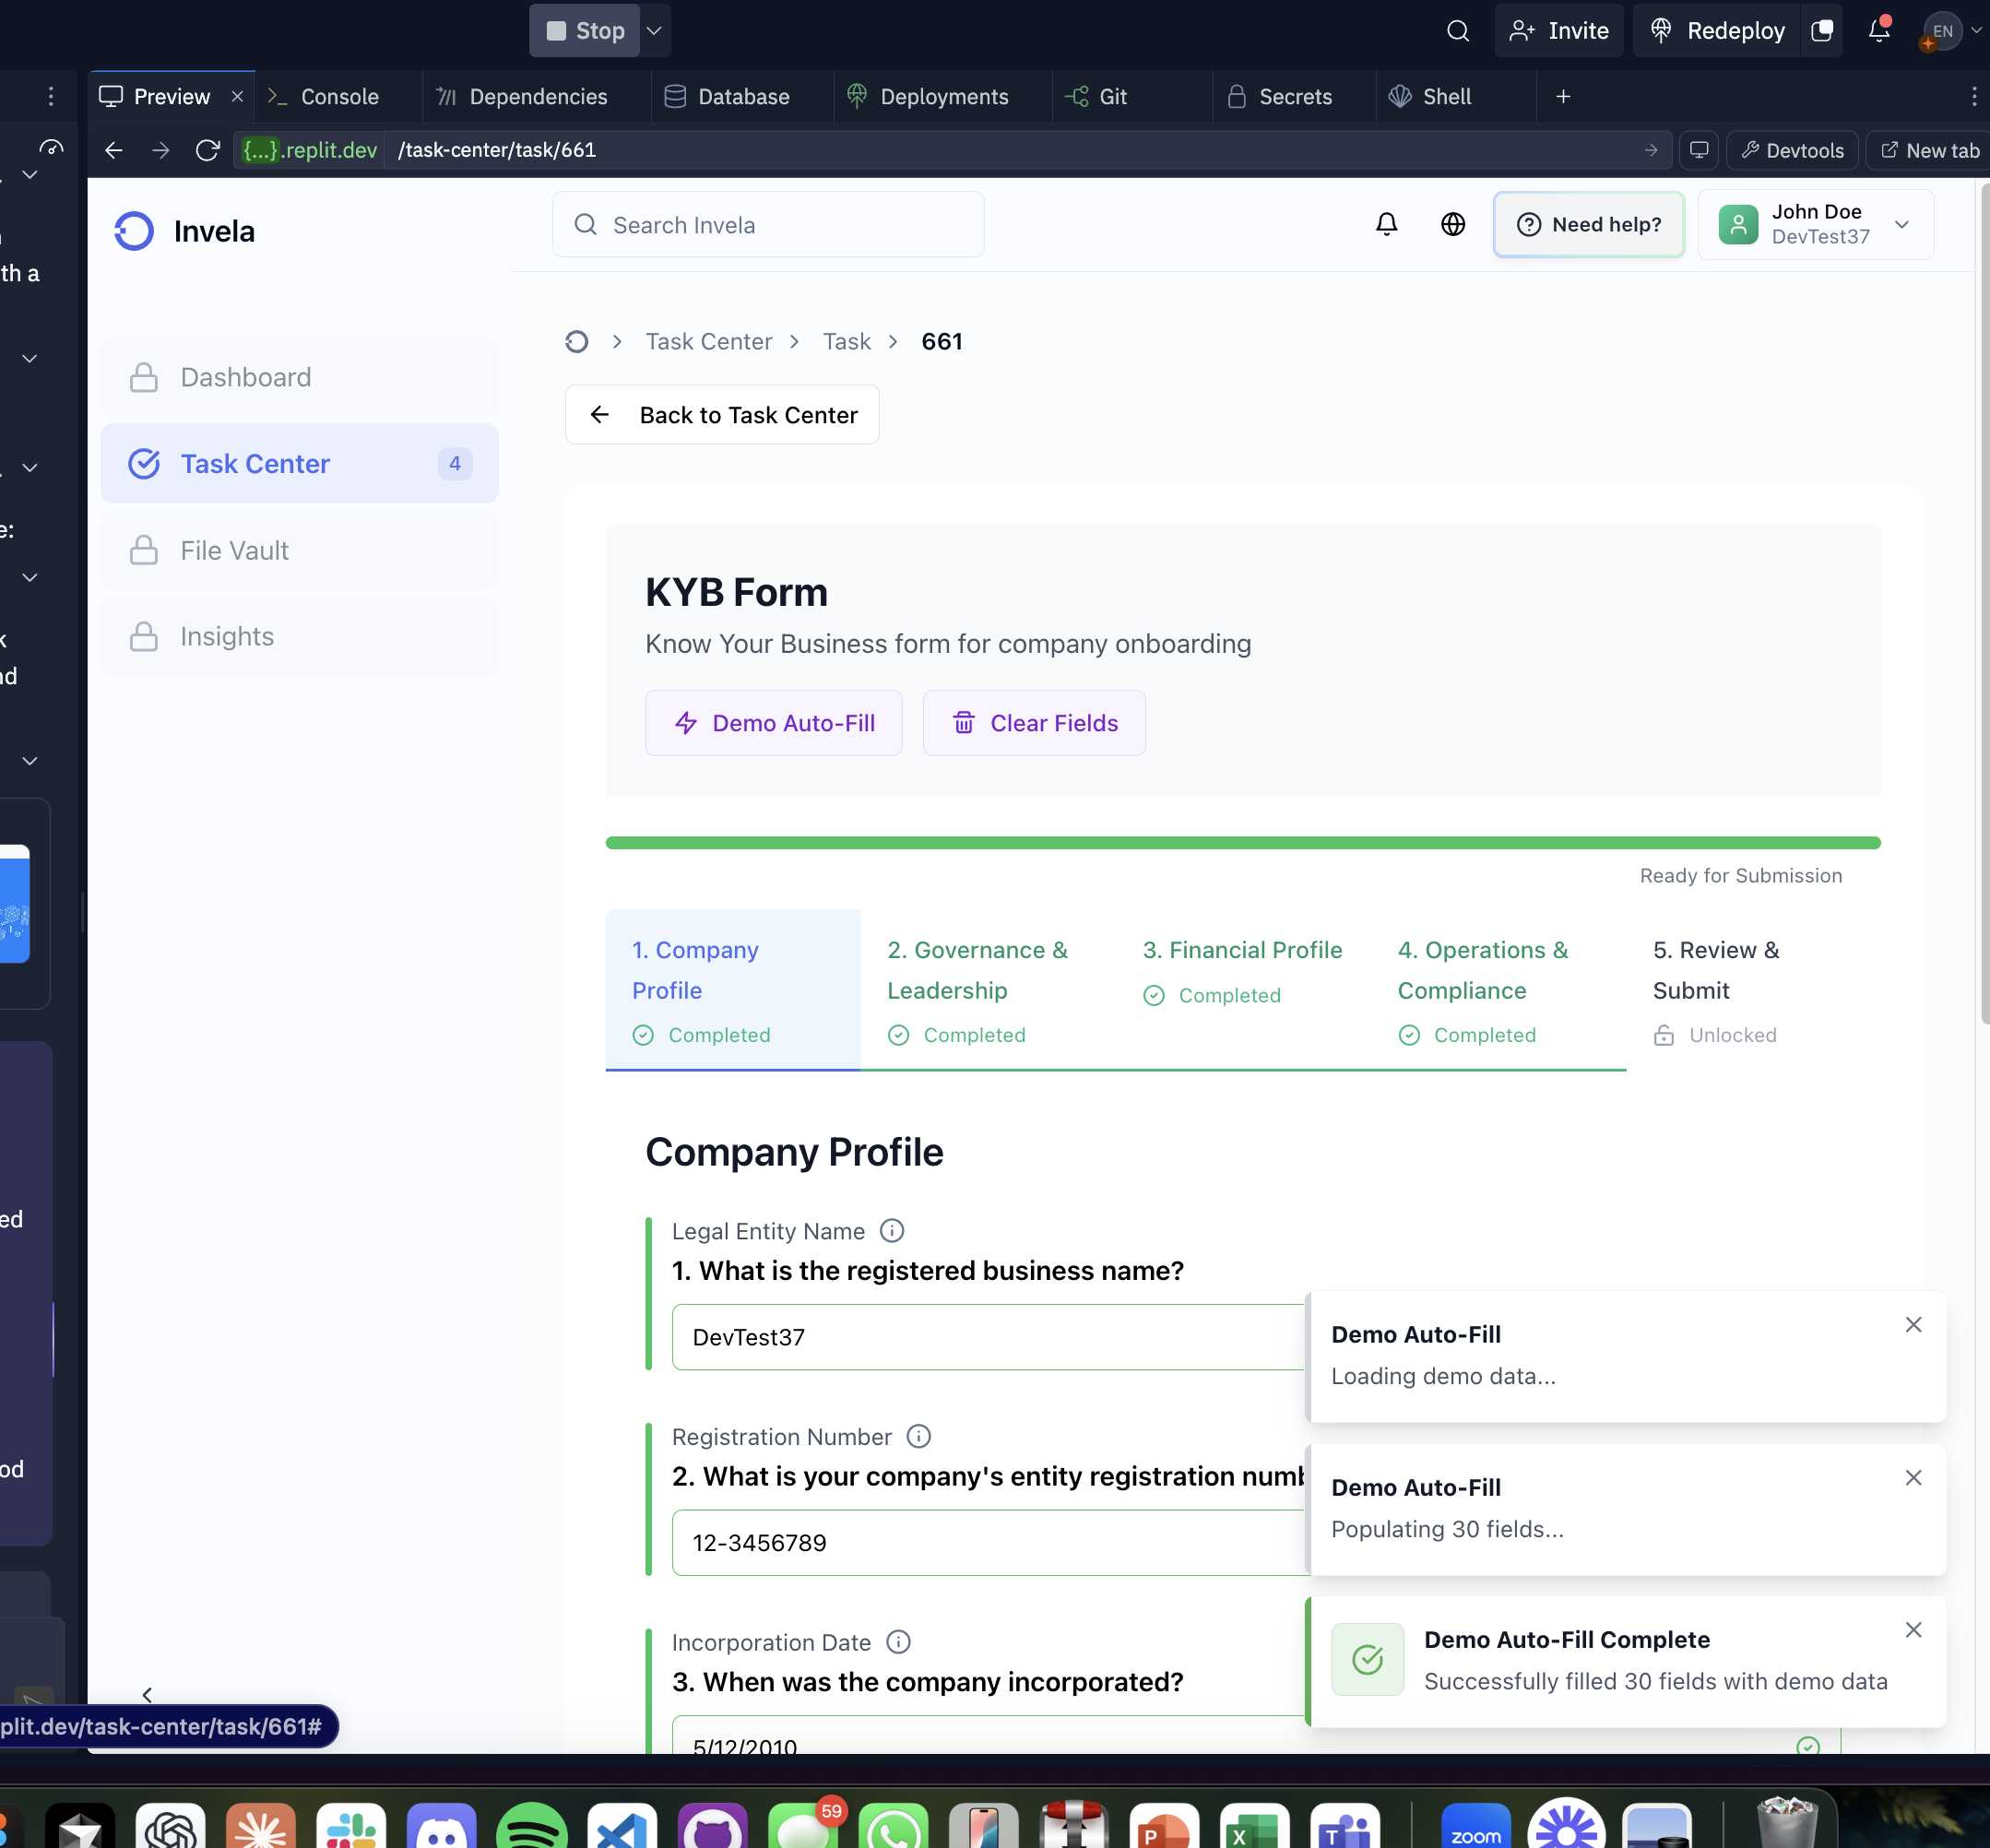 Stop
Invite
Redeploy
EN
Preview
Console
Dependencies
Database
Deployments
Git
Secrets
Shell
{...}.replit.dev
/task-center/task/661
Devtools
New tab
th a
e:
k
nd
ed
od
Invela
Search Invela
Need help?
John Doe
DevTest37
Dashboard
Task Center
4
File Vault
Insights
Task Center
Task
661
Back to Task Center
KYB Form
Know Your Business form for company onboarding
Demo Auto-Fill
Clear Fields
Ready for Submission
1. Company
Profile
Completed
2. Governance &
Leadership
Completed
3. Financial Profile
Completed
4. Operations &
Compliance
Completed
5. Review &
Submit
Unlocked
Company Profile
Legal Entity Name
1. What is the registered business name?
DevTest37
Registration Number
2. What is your company's entity registration numb
12-3456789
Incorporation Date
3. When was the company incorporated?
5/12/2010
Demo Auto-Fill
Loading demo data...
Demo Auto-Fill
Populating 30 fields...
Demo Auto-Fill Complete
Successfully filled 30 fields with demo data
plit.dev/task-center/task/661#
59
P
X
T
zoom